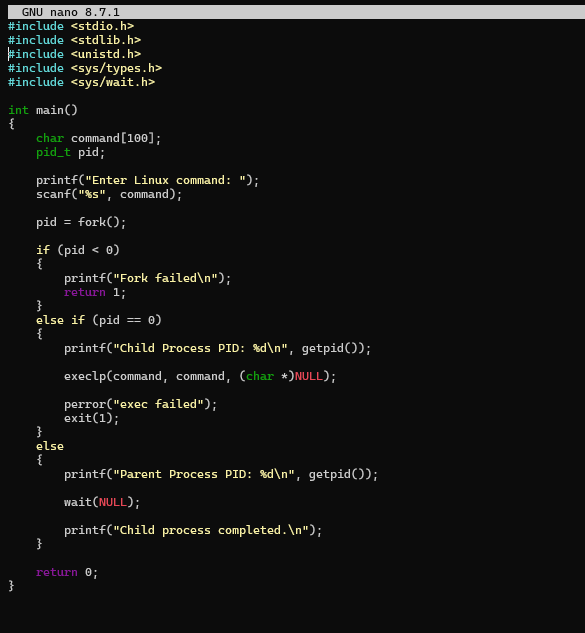 GNU nano 8.7.1
#include <stdio.h>
#include <stdlib.h>
#include <unistd.h>
#include <sys/types.h>
#include <sys/wait.h>

int main()
{
    char command[100];
    pid_t pid;

    printf("Enter Linux command: ");
    scanf("%s", command);

    pid = fork();

    if (pid < 0)
    {
        printf("Fork failed\n");
        return 1;
    }
    else if (pid == 0)
    {
        printf("Child Process PID: %d\n", getpid());

        execlp(command, command, (char *)NULL);

        perror("exec failed");
        exit(1);
    }
    else
    {
        printf("Parent Process PID: %d\n", getpid());

        wait(NULL);

        printf("Child process completed.\n");
    }

    return 0;
}